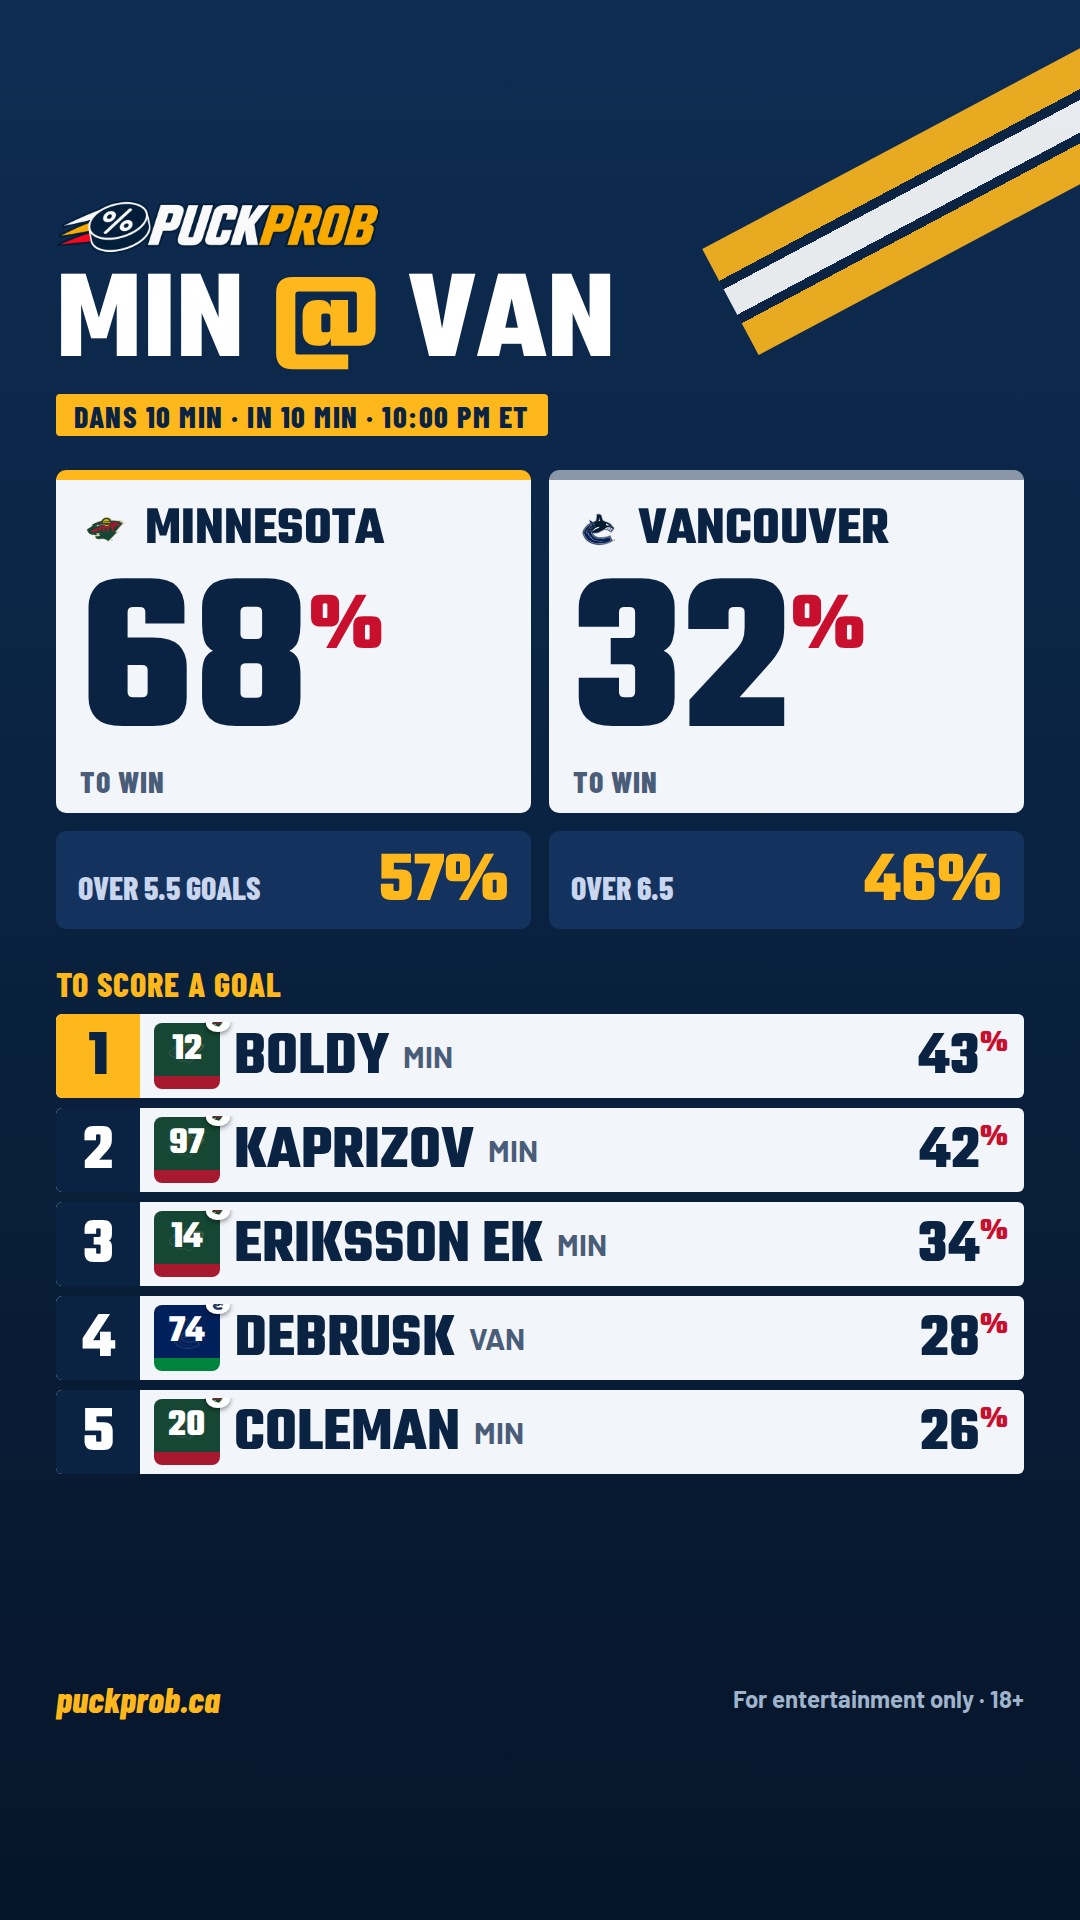 % PUCKPROB
MIN @ VAN
DANS 10 MIN · IN 10 MIN · 10:00 PM ET
MINNESOTA
68%
TO WIN
VANCOUVER
32%
TO WIN
OVER 5.5 GOALS 57%
OVER 6.5 46%
TO SCORE A GOAL
1 12 BOLDY MIN 43%
2 97 KAPRIZOV MIN 42%
3 14 ERIKSSON EK MIN 34%
4 74 DEBRUSK VAN 28%
5 20 COLEMAN MIN 26%
puckprob.ca
For entertainment only · 18+